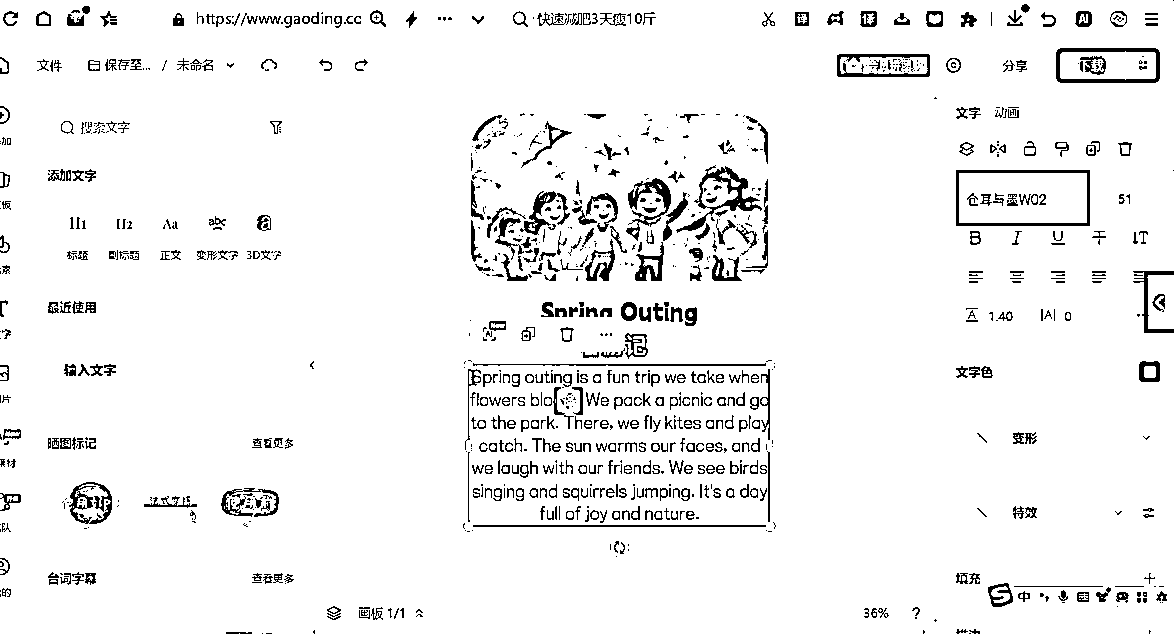 https://www.gaoding.cc
快速减肥3天瘦10斤
文件
保存至...
/
未命名
分享
下载
搜索文字
添加文字
H1
H2
Aa
abc
a
标题
副标题
正文
变形文字
3D文字
最近使用
输入文字
晒图标记
查看更多
台词字幕
查看更多
Spring Outing
记
Spring outing is a fun trip we take when
flowers blo We pack a picnic and go
to the park. There, we fly kites and play
catch. The sun warms our faces, and
we laugh with our friends. We see birds
singing and squirrels jumping. It's a day
full of joy and nature.
画板 1/1
36%
?
文字
动画
仓耳与墨W02
51
B
I
U
T
IT
A
1.40
|A|
0
文字色
变形
特效
填充
中